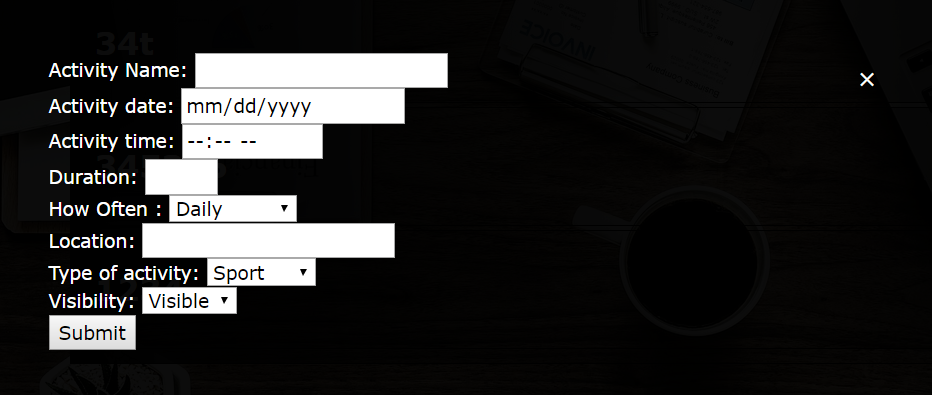 34t
INVOICE
Activity Name:
×
Activity date: mm/dd/yyyy
Activity time: --:-- --
Duration:
How Often : Daily
Location:
Type of activity: Sport
Visibility: Visible
Submit